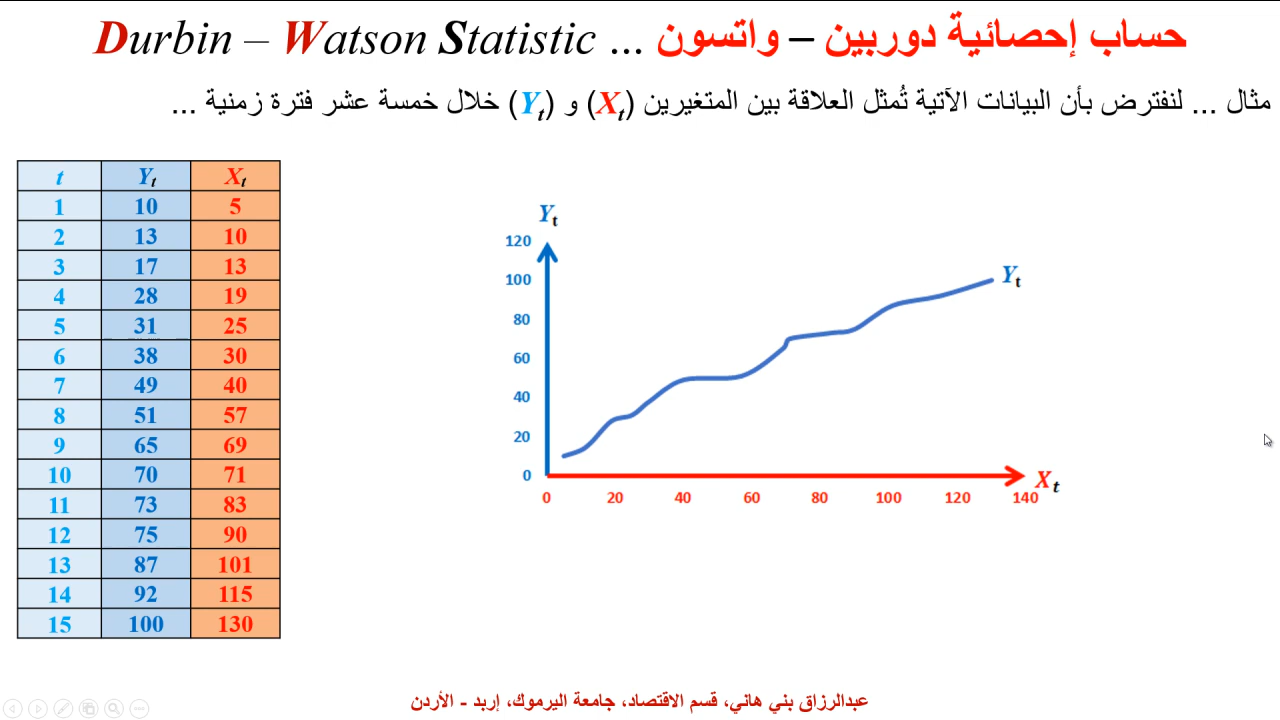 حساب إحصائية دوربين – واتسون ... Durbin – Watson Statistic
مثال ... لنفترض بأن البيانات الآتية تُمثل العلاقة بين المتغيرين (Xt) و (Yt) خلال خمسة عشر فترة زمنية ...
t Yt Xt
1 10 5
2 13 10
3 17 13
4 28 19
5 31 25
6 38 30
7 49 40
8 51 57
9 65 69
10 70 71
11 73 83
12 75 90
13 87 101
14 92 115
15 100 130
Yt
120
100
80
60
40
20
0
Yt
0 20 40 60 80 100 120 140
Xt
عبدالرزاق بني هاني، قسم الاقتصاد، جامعة اليرموك، إربد - الأردن